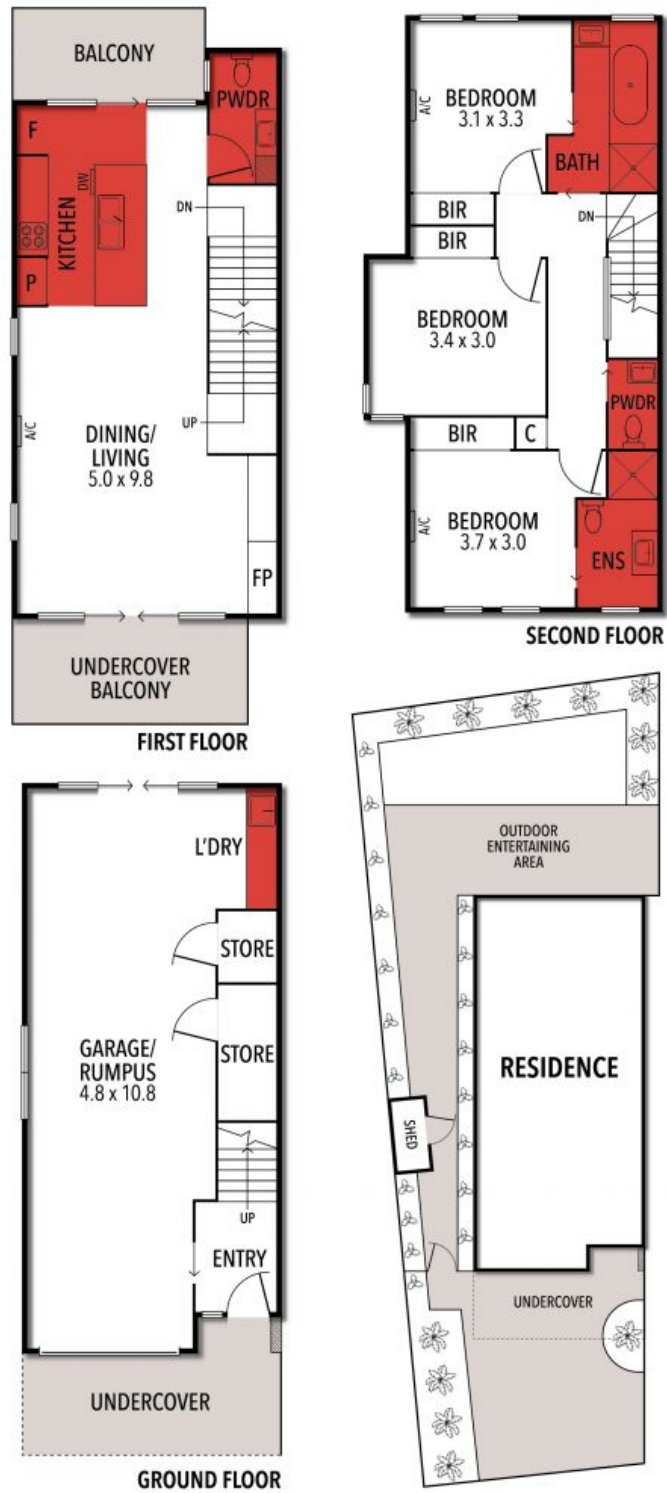 BALCONY
F
PWDR
KITCHEN
DW
P
DN
UP
A/C
DINING/
LIVING
5.0 x 9.8
FP
UNDERCOVER
BALCONY
FIRST FLOOR
BEDROOM
3.1 x 3.3
A/C
BATH
BIR
BIR
DN
BEDROOM
3.4 x 3.0
PWDR
BIR
C
BEDROOM
3.7 x 3.0
A/C
ENS
SECOND FLOOR
L'DRY
STORE
STORE
GARAGE/
RUMPUS
4.8 x 10.8
UP
ENTRY
UNDERCOVER
GROUND FLOOR
OUTDOOR
ENTERTAINING
AREA
RESIDENCE
SHED
UNDERCOVER